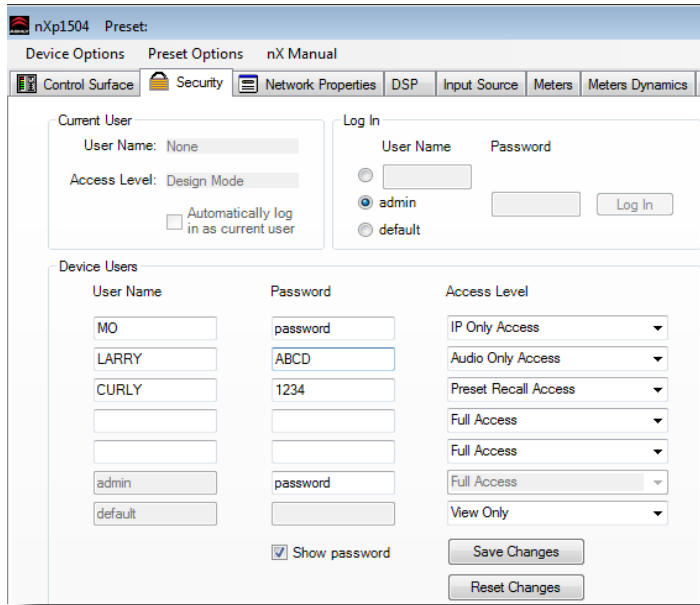 nXp1504 Preset:
Device Options Preset Options nX Manual
Control Surface Security Network Properties DSP Input Source Meters Meters Dynamics
Current User Log In
User Name: None User Name Password
Access Level: Design Mode
Automatically log
in as current user
admin Log In
default
Device Users
User Name Password Access Level
MO password IP Only Access
LARRY ABCD Audio Only Access
CURLY 1234 Preset Recall Access
Full Access
Full Access
admin password Full Access
default View Only
Show password Save Changes
Reset Changes